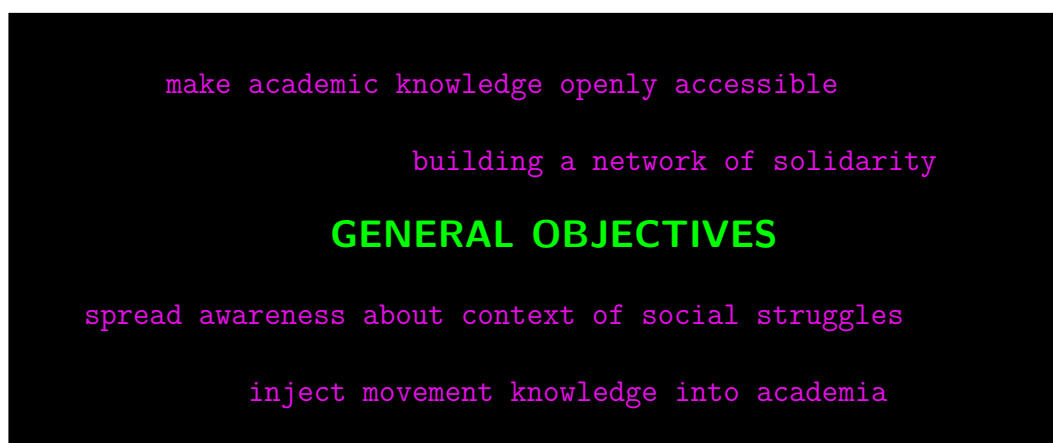 make academic knowledge openly accessible
building a network of solidarity
GENERAL OBJECTIVES
spread awareness about context of social struggles
inject movement knowledge into academia